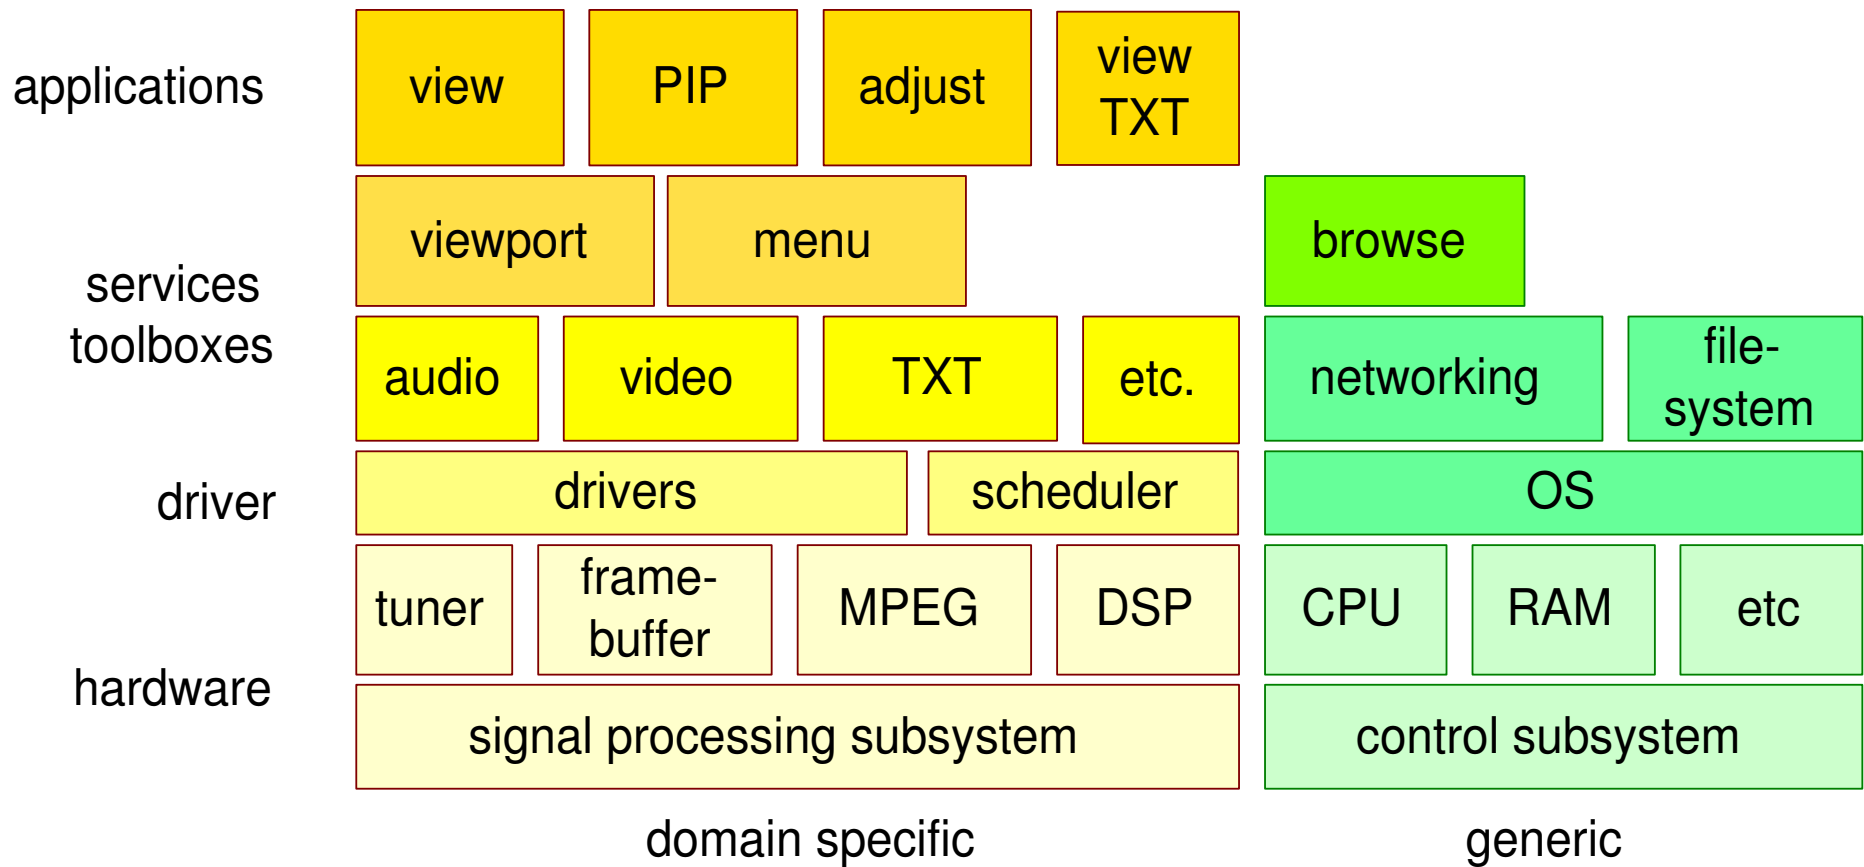 applications
view
PIP
adjust
view
TXT
services
toolboxes
viewport
menu
browse
audio
video
TXT
etc.
networking
file-
system
driver
drivers
scheduler
OS
hardware
tuner
frame-
buffer
MPEG
DSP
CPU
RAM
etc
signal processing subsystem
control subsystem
domain specific
generic